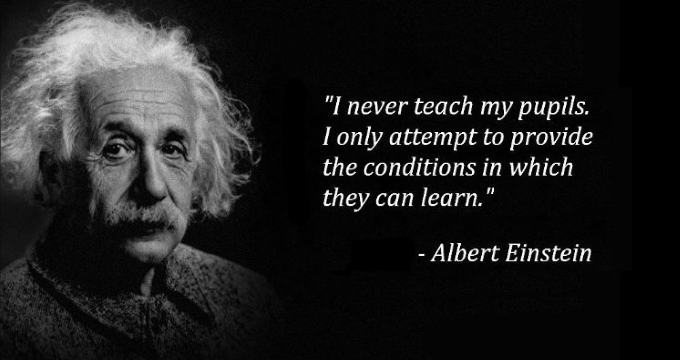 "I never teach my pupils.
I only attempt to provide
the conditions in which
they can learn."
- Albert Einstein